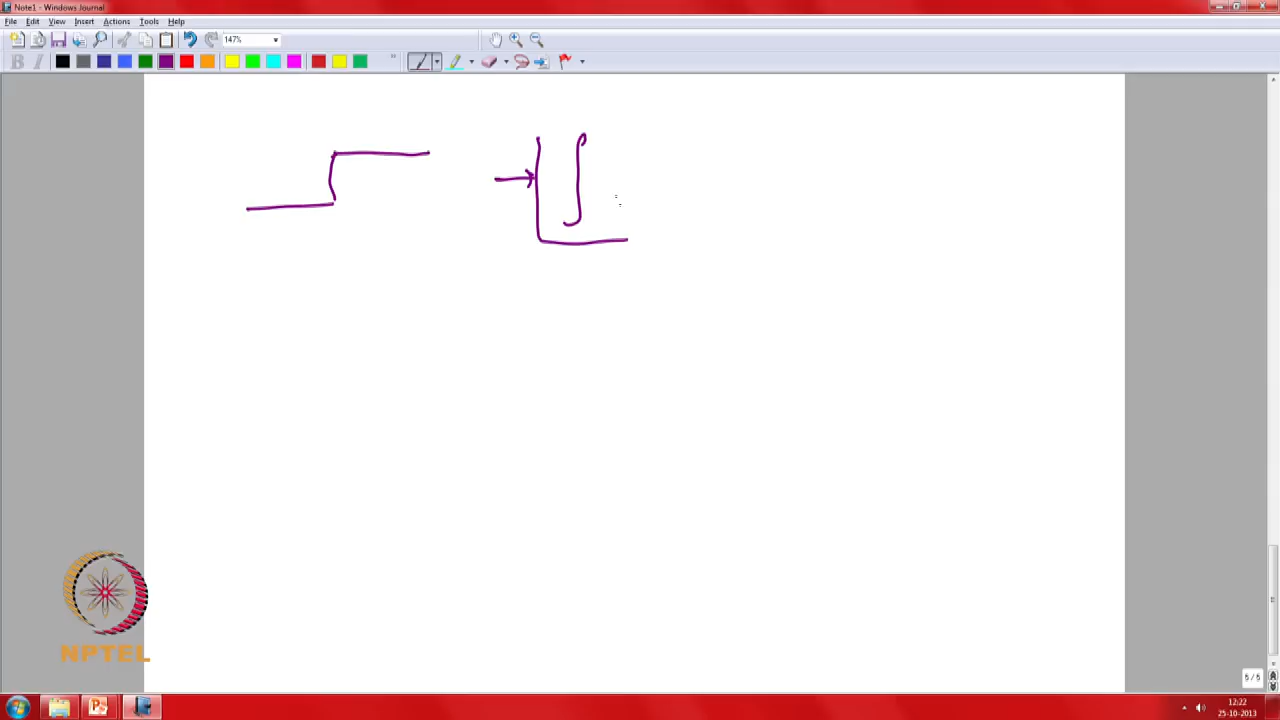 Note1 - Windows Journal
File Edit View Insert Actions Tools Help
147%
B I
∫
5 / 5
NPTEL
12:22
25-10-2013